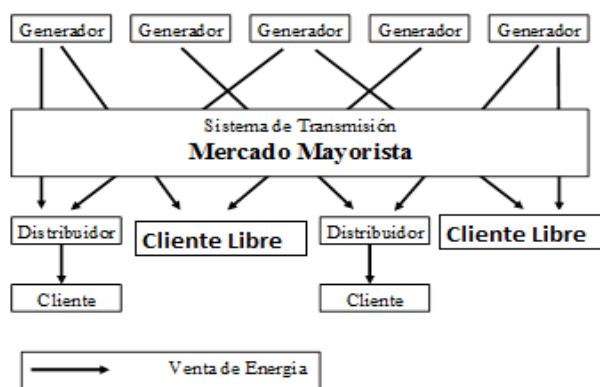 Generador Generador Generador Generador Generador
Sistema de Transmisión
Mercado Mayorista
Distribuidor Cliente Libre Distribuidor Cliente Libre
Cliente Cliente
Venta de Energia